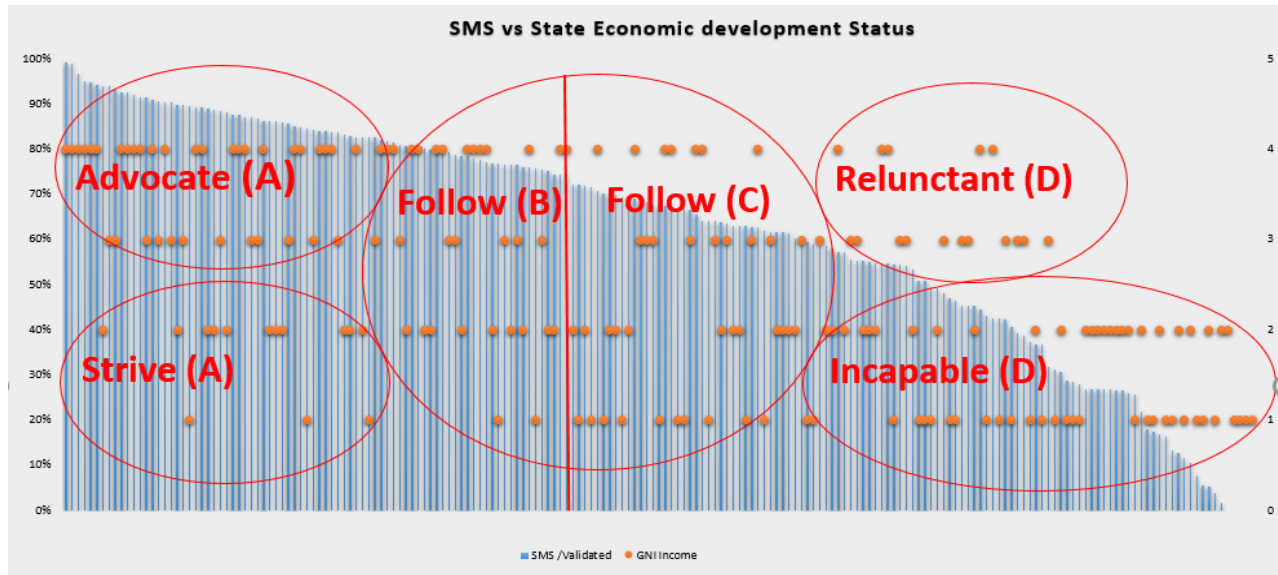 SMS vs State Economic development Status
100%
90%
80%
70%
60%
50%
40%
30%
20%
10%
0%
5
4
3
2
1
0
Advocate (A)
Follow (B)
Follow (C)
Relunctant (D)
Strive (A)
Incapable (D)
SMS /Validated
GNI Income